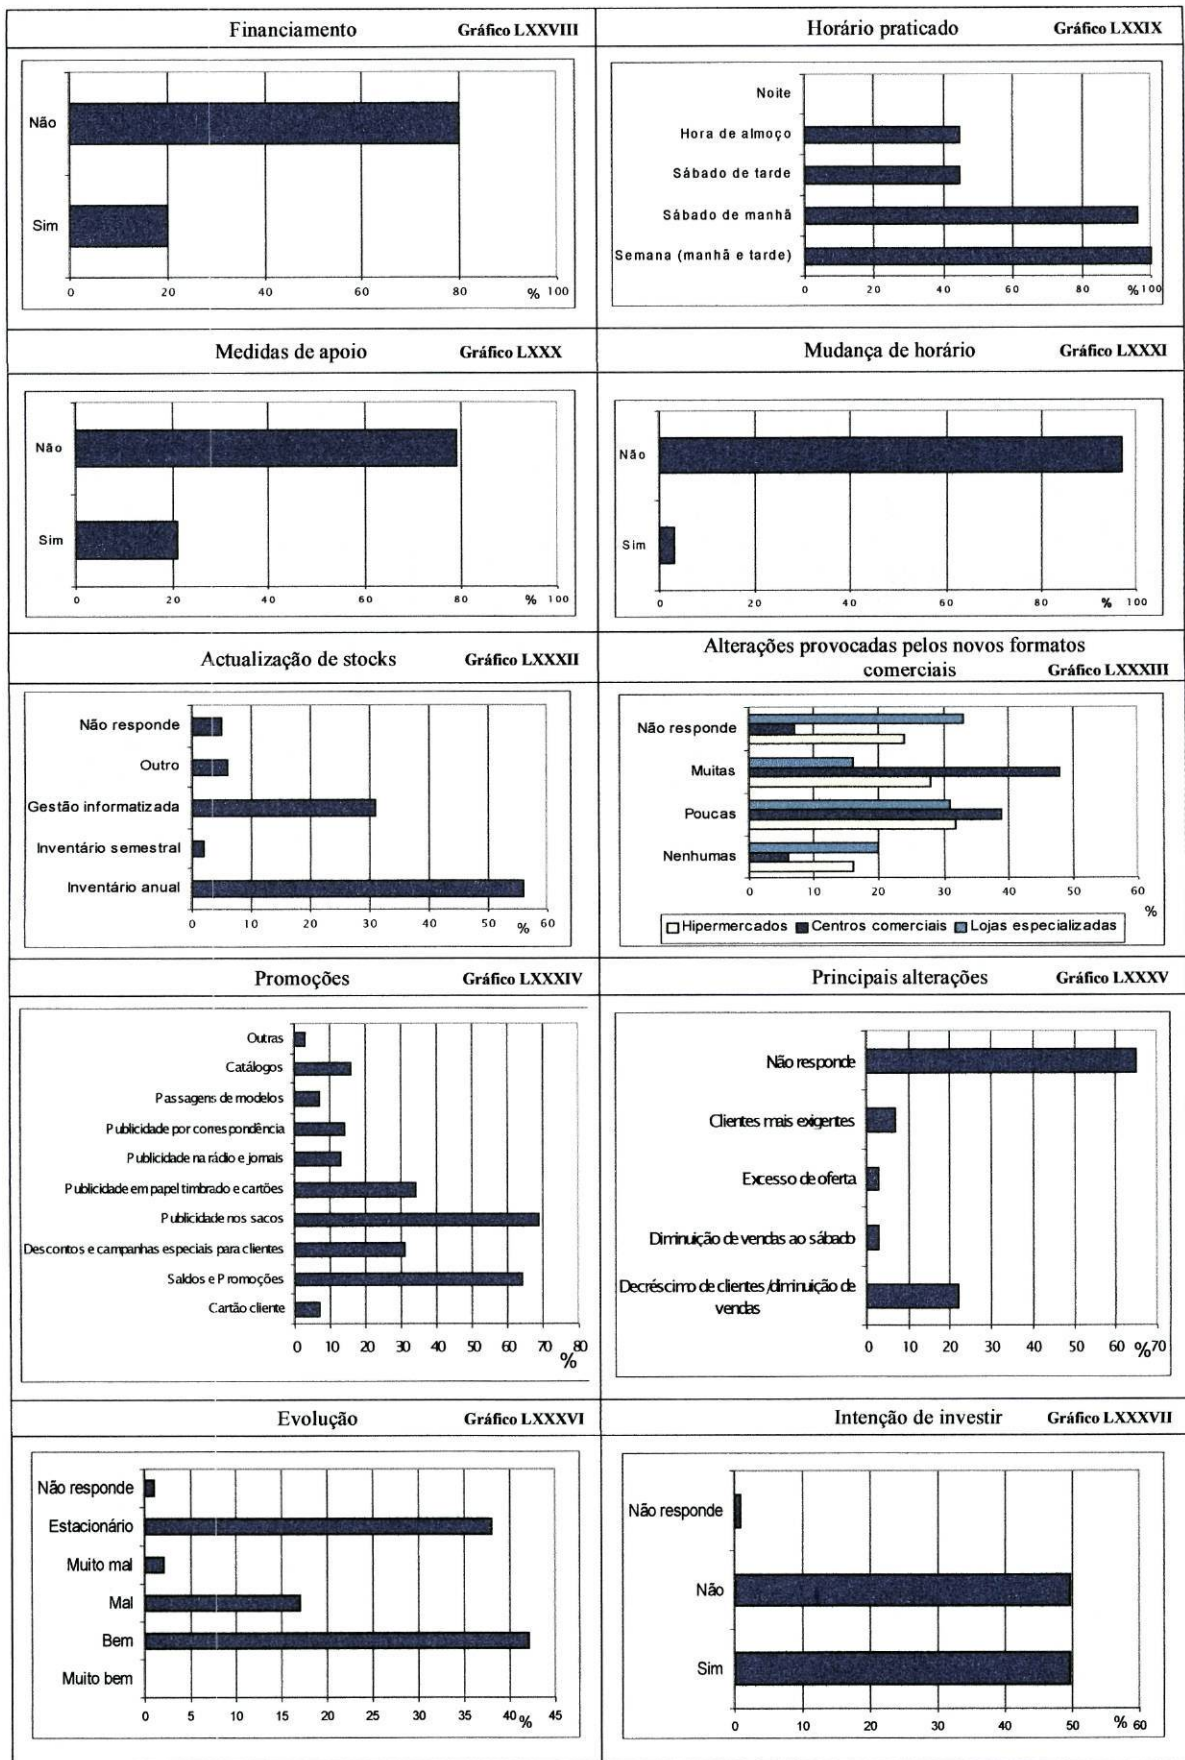 Financiamento Gráfico LXXVIII
Não
Sim
0 20 40 60 80 % 100
Horário praticado Gráfico LXXIX
Noite
Hora de almoço
Sábado de tarde
Sábado de manhã
Semana (manhã e tarde)
0 20 40 60 80 % 100
Medidas de apoio Gráfico LXXX
Não
Sim
0 20 40 60 80 % 100
Mudança de horário Gráfico LXXXI
Não
Sim
0 20 40 60 80 % 100
Actualização de stocks Gráfico LXXXII
Não responde
Outro
Gestão informatizada
Inventário semestral
Inventário anual
0 10 20 30 40 50 % 60
Alterações provocadas pelos novos formatos
comerciais Gráfico LXXXIII
Não responde
Muitas
Poucas
Nenhumas
0 10 20 30 40 50 60
%
Hipermercados Centros comerciais Lojas especializadas
Promoções Gráfico LXXXIV
Outras
Catálogos
Passagens de modelos
Publicidade por correspondência
Publicidade na rádio e jornais
Publicidade em papel timbrado e cartões
Publicidade nos sacos
Descontos e campanhas especiais para clientes
Saldos e Promoções
Cartão cliente
0 10 20 30 40 50 60 70 80
%
Principais alterações Gráfico LXXXV
Não responde
Clientes mais exigentes
Excesso de oferta
Diminuição de vendas ao sábado
Decréscimo de clientes /diminuição de
vendas
0 10 20 30 40 50 60 % 70
Evolução Gráfico LXXXVI
Não responde
Estacionário
Muito mal
Mal
Bem
Muito bem
0 5 10 15 20 25 30 35 40 % 45
Intenção de investir Gráfico LXXXVII
Não responde
Não
Sim
0 10 20 30 40 50 % 60